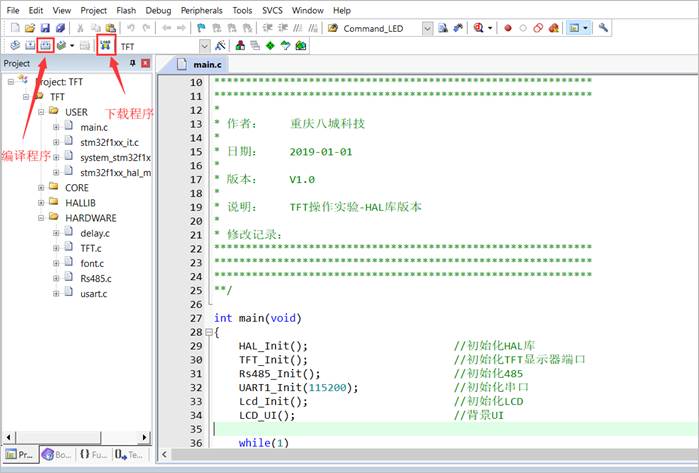 File Edit View Project Flash Debug Peripherals Tools SVCS Window Help
Command_LED
LOAD
TFT
Project
main.c
Project: TFT
TFT
USER
下载程序
main.c
stm32f1xx_it.c
编译程序
system_stm32f1x
stm32f1xx_hal_m
CORE
HALLIB
HARDWARE
delay.c
TFT.c
font.c
Rs485.c
usart.c
Pr...
Bo...
{} Fu...
Te...
10 ************************************************************
11 ************************************************************
12 *
13 * 作者： 重庆八城科技
14 *
15 * 日期： 2019-01-01
16 *
17 * 版本： V1.0
18 *
19 * 说明： TFT操作实验-HAL库版本
20 *
21 * 修改记录：
22 ************************************************************
23 ************************************************************
24 ************************************************************
25 **/
26
27 int main(void)
28 {
29 HAL_Init(); //初始化HAL库
30 TFT_Init(); //初始化TFT显示器端口
31 Rs485_Init(); //初始化485
32 UART1_Init(115200); //初始化串口
33 Lcd_Init(); //初始化LCD
34 LCD_UI(); //背景UI
35
36 while(1)